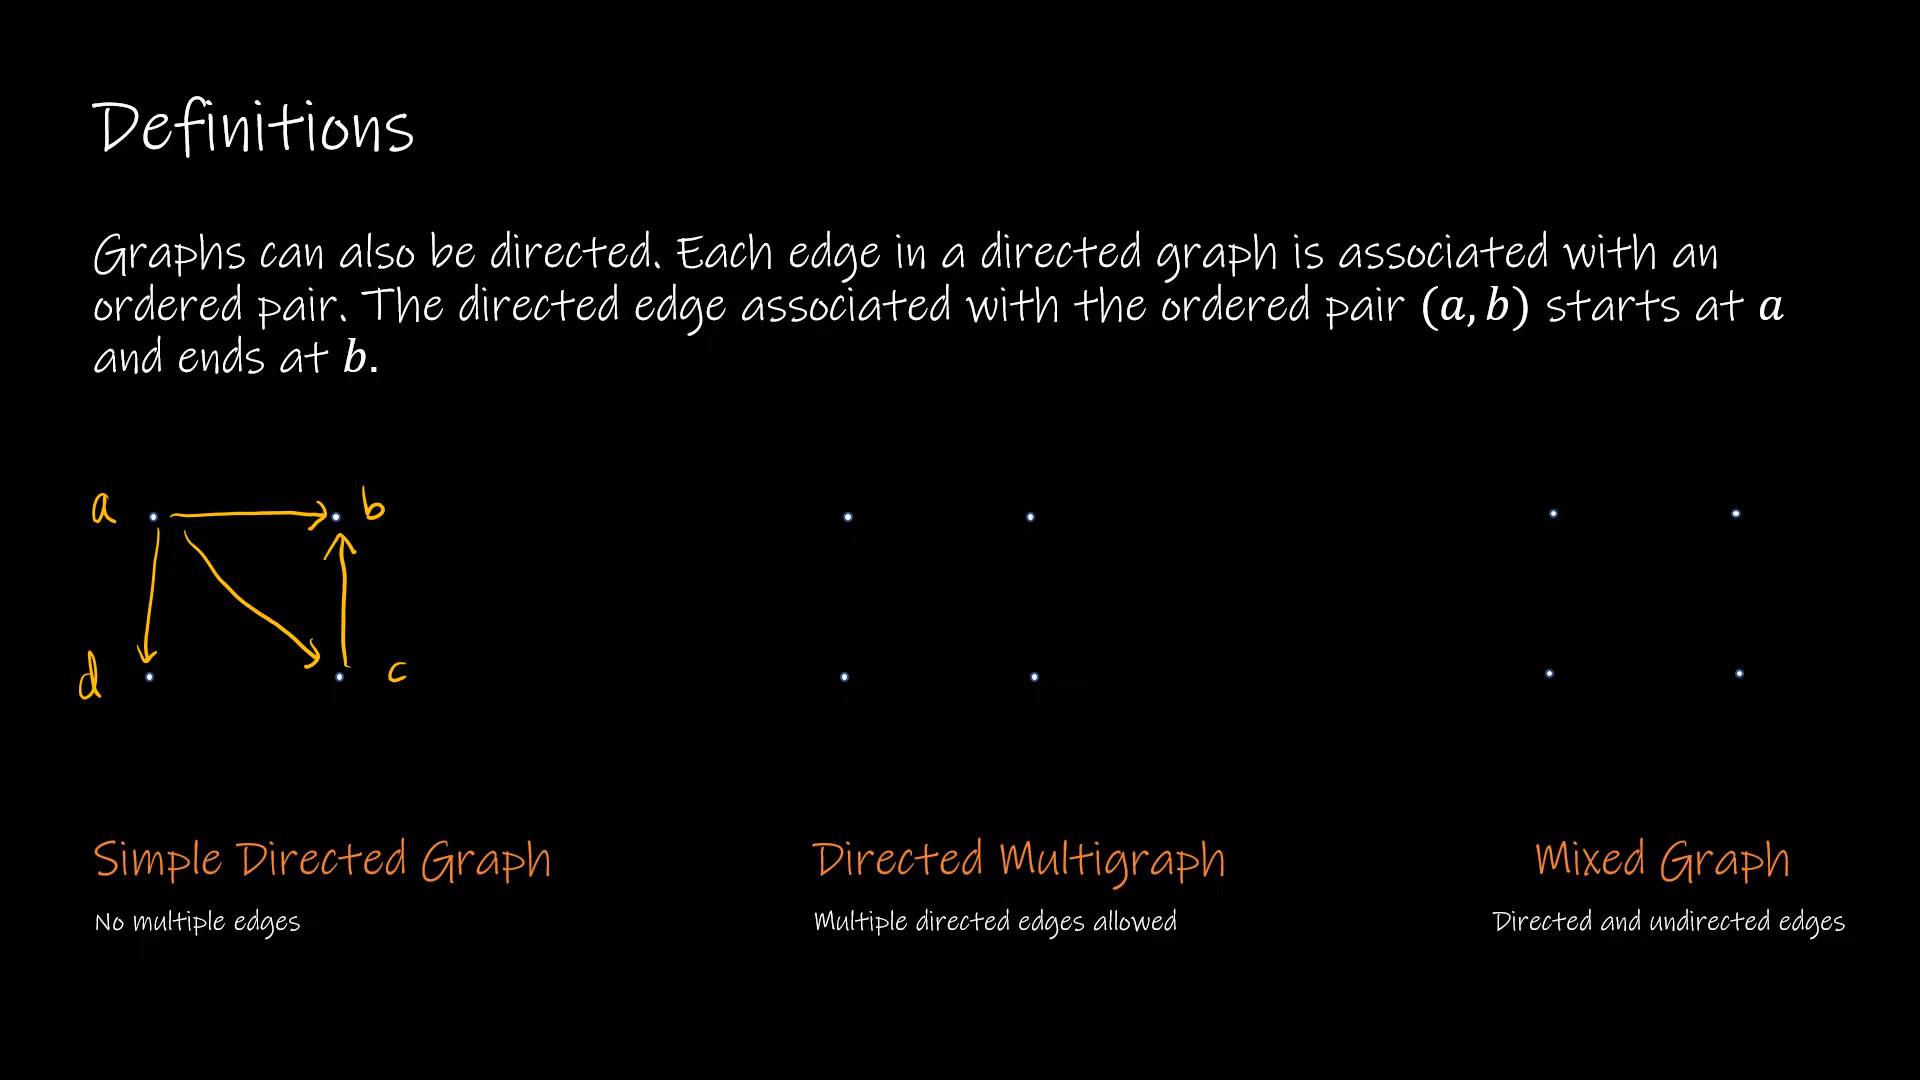 Definitions
Graphs can also be directed. Each edge in a directed graph is associated with an
ordered pair. The directed edge associated with the ordered pair (a, b) starts at a
and ends at b.
a b
d c
Simple Directed Graph
No multiple edges
Directed Multigraph
Multiple directed edges allowed
Mixed Graph
Directed and undirected edges